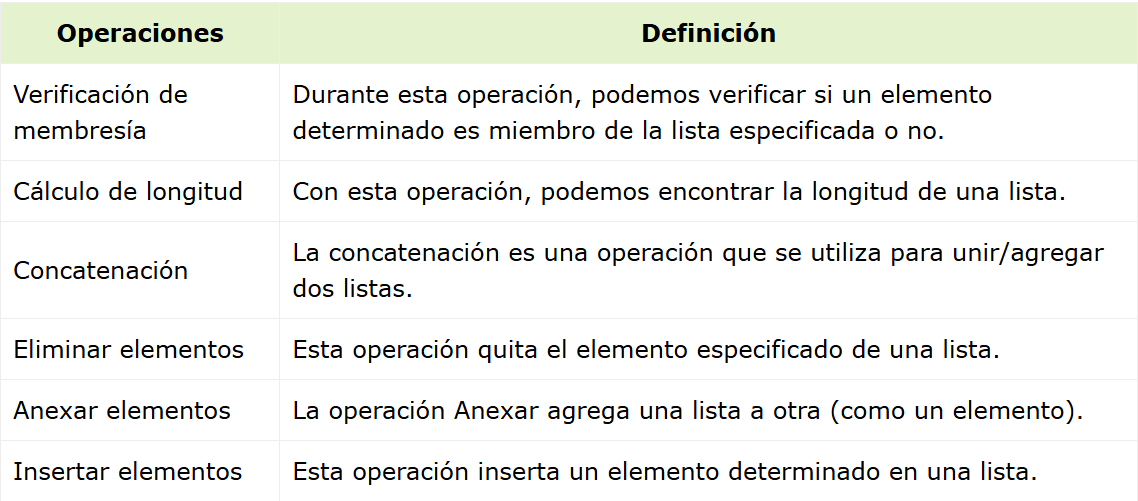 Operaciones Definición
Verificación de
membresía
Durante esta operación, podemos verificar si un elemento
determinado es miembro de la lista especificada o no.
Cálculo de longitud Con esta operación, podemos encontrar la longitud de una lista.
Concatenación
La concatenación es una operación que se utiliza para unir/agregar
dos listas.
Eliminar elementos Esta operación quita el elemento especificado de una lista.
Anexar elementos La operación Anexar agrega una lista a otra (como un elemento).
Insertar elementos Esta operación inserta un elemento determinado en una lista.